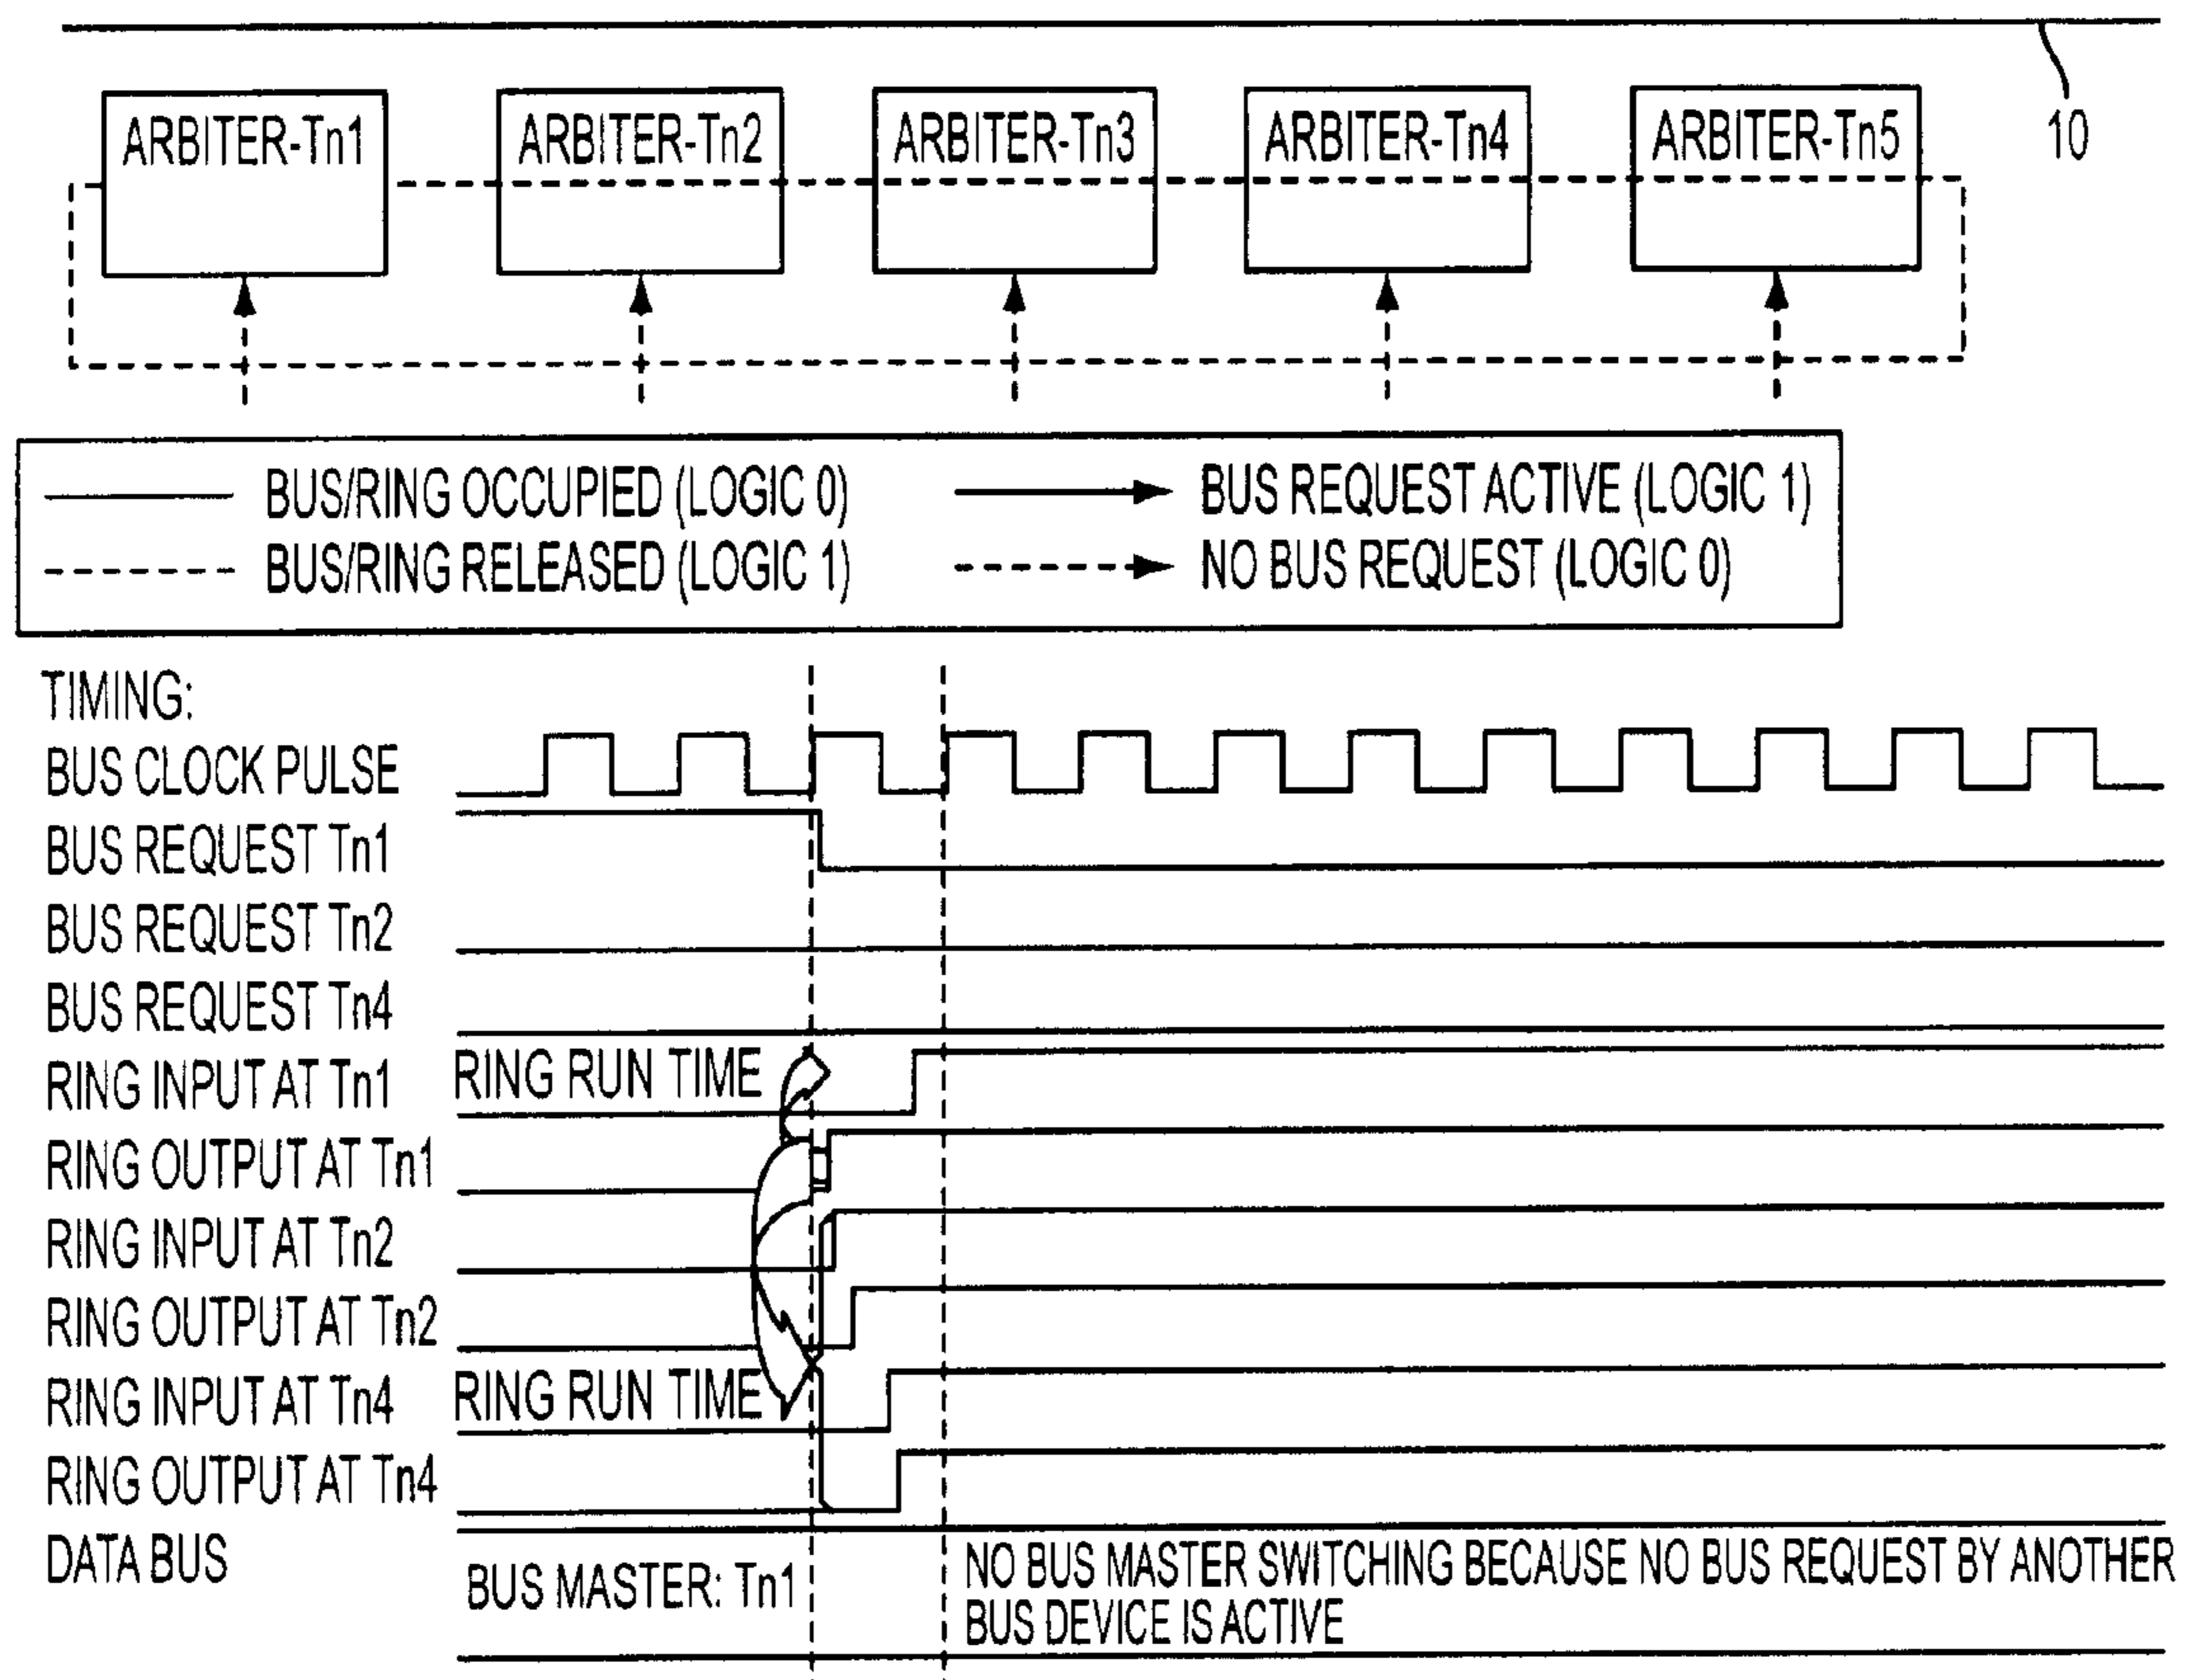 ARBITER-Tn1
ARBITER-Tn2
ARBITER-Tn3
ARBITER-Tn4
ARBITER-Tn5
10
BUS/RING OCCUPIED (LOGIC 0)
BUS REQUEST ACTIVE (LOGIC 1)
BUS/RING RELEASED (LOGIC 1)
NO BUS REQUEST (LOGIC 0)
TIMING:
BUS CLOCK PULSE
BUS REQUEST Tn1
BUS REQUEST Tn2
BUS REQUEST Tn4
RING INPUT AT Tn1
RING RUN TIME
RING OUTPUT AT Tn1
RING INPUT AT Tn2
RING OUTPUT AT Tn2
RING INPUT AT Tn4
RING RUN TIME
RING OUTPUT AT Tn4
DATA BUS
BUS MASTER: Tn1
NO BUS MASTER SWITCHING BECAUSE NO BUS REQUEST BY ANOTHER
BUS DEVICE IS ACTIVE